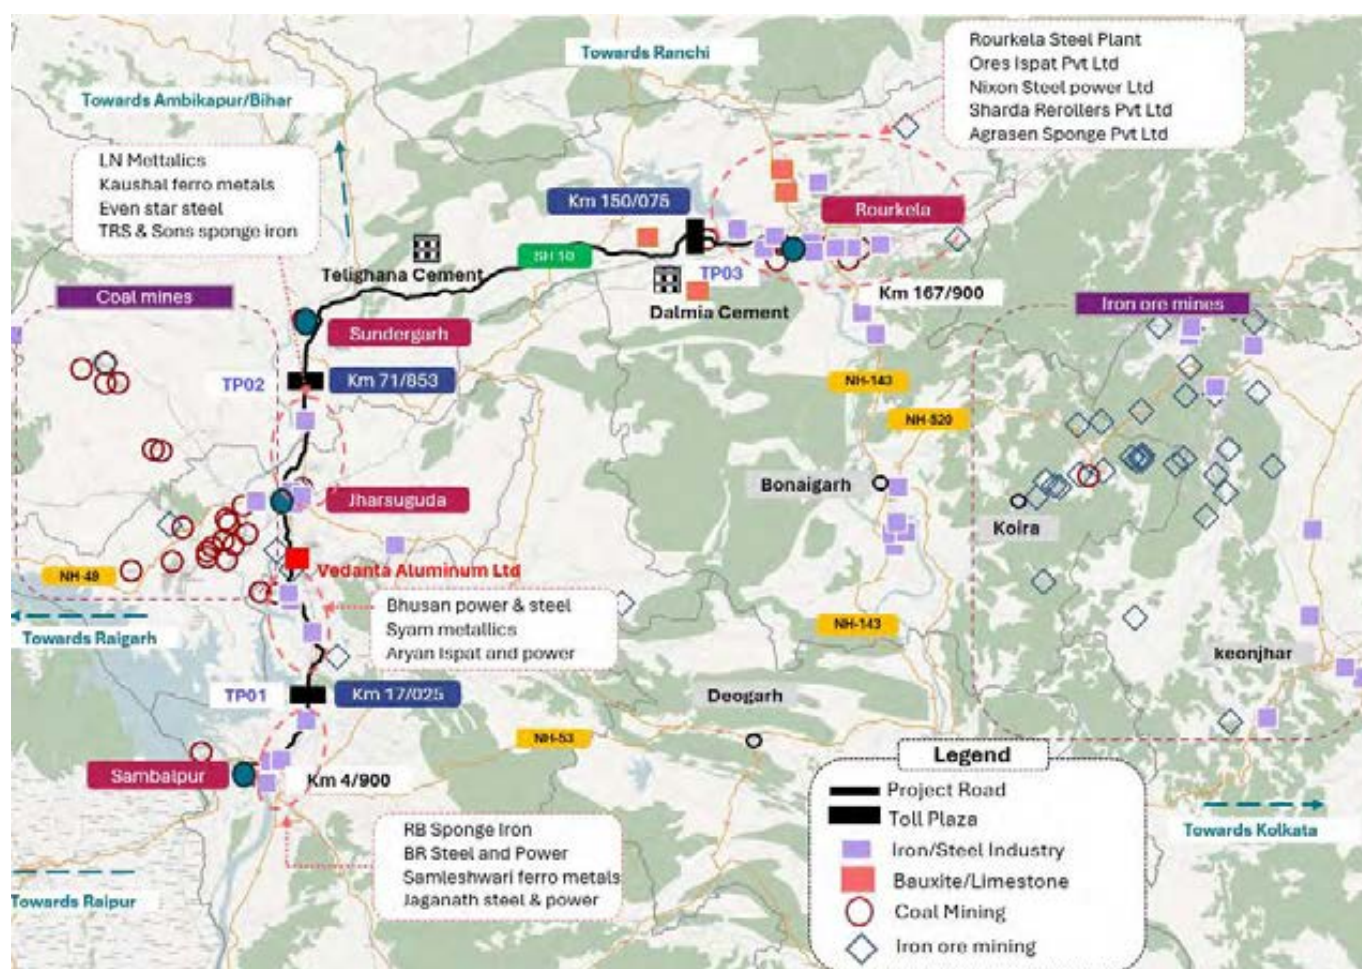 Towards Ranchi
Rourkela Steel Plant
Ores Ispat Pvt Ltd
Nixon Steel power Ltd
Sharda Rerollers Pvt Ltd
Agrasen Sponge Pvt Ltd
Towards Ambikapur/Bihar
LN Mettalics
Kaushal ferro metals
Even star steel
TRS & Sons sponge iron
Km 150/075
Rourkela
SH 10
Telighana Cement
TP03
Dalmia Cement
Km 167/900
Coal mines
Iron ore mines
Sundergarh
TP02
Km 71/853
NH-143
NH-520
Bonaigarh
Jharsuguda
Koira
NH-49
Vedanta Aluminum Ltd
Bhusan power & steel
Syam metallics
Aryan Ispat and power
NH-143
Towards Raigarh
keonjhar
TP01
Km 17/025
Deogarh
NH-53
Sambalpur
Km 4/900
RB Sponge Iron
BR Steel and Power
Samleshwari ferro metals
Jaganath steel & power
Towards Raipur
Towards Kolkata
Legend
Project Road
Toll Plaza
Iron/Steel Industry
Bauxite/Limestone
Coal Mining
Iron ore mining